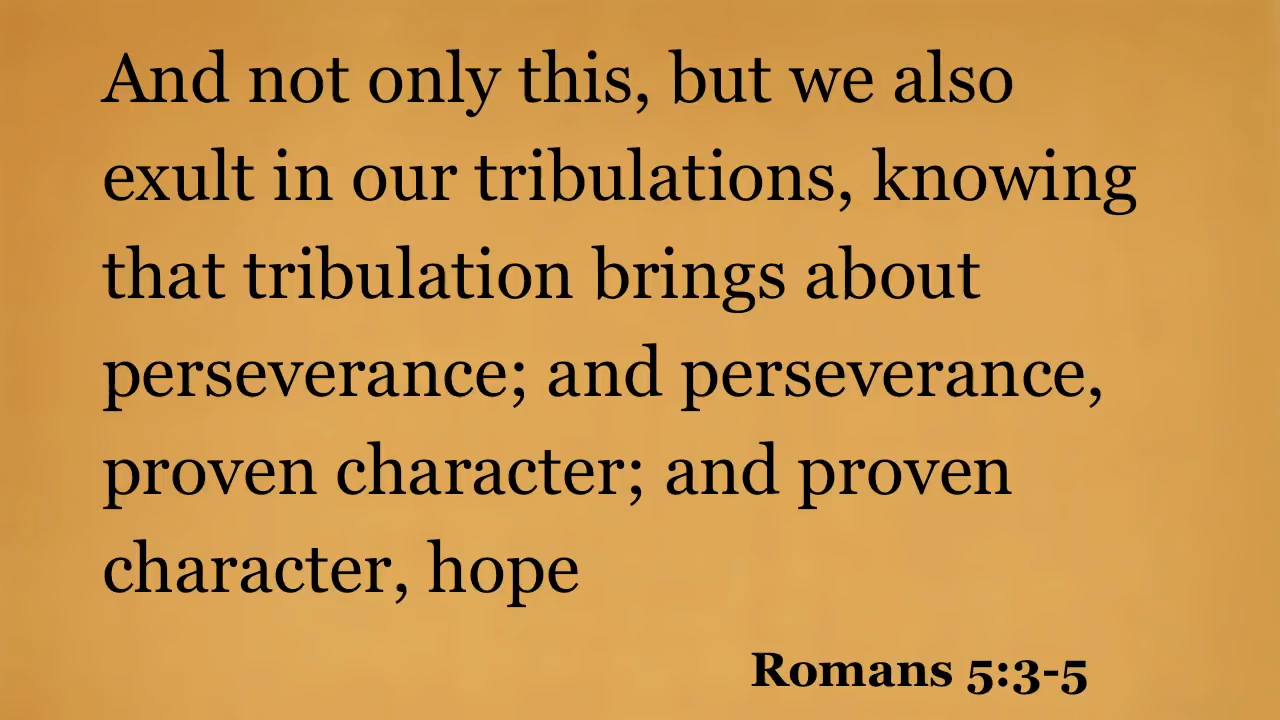 And not only this, but we also
exult in our tribulations, knowing
that tribulation brings about
perseverance; and perseverance,
proven character; and proven
character, hope
Romans 5:3-5